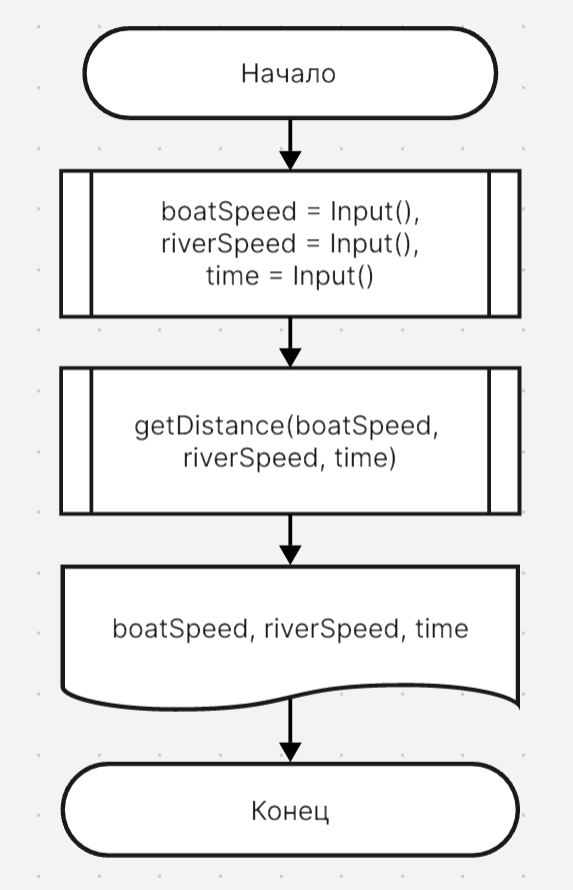 Начало
boatSpeed = Input(),
riverSpeed = Input(),
time = Input()
getDistance(boatSpeed,
riverSpeed, time)
boatSpeed, riverSpeed, time
Конец